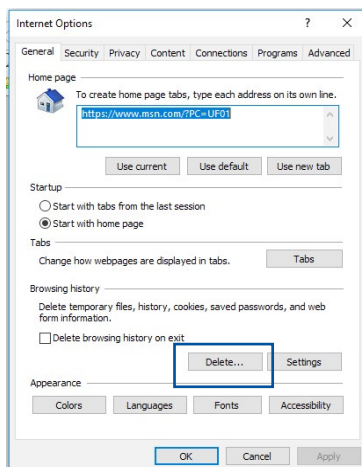 Internet Options ? X
General Security Privacy Content Connections Programs Advanced
Home page
To create home page tabs, type each address on its own line.
https://www.msn.com/?PC=UF01
Use current Use default Use new tab
Startup
Start with tabs from the last session
Start with home page
Tabs
Change how webpages are displayed in tabs. Tabs
Browsing history
Delete temporary files, history, cookies, saved passwords, and web
form information.
Delete browsing history on exit
Delete... Settings
Appearance
Colors Languages Fonts Accessibility
OK Cancel Apply